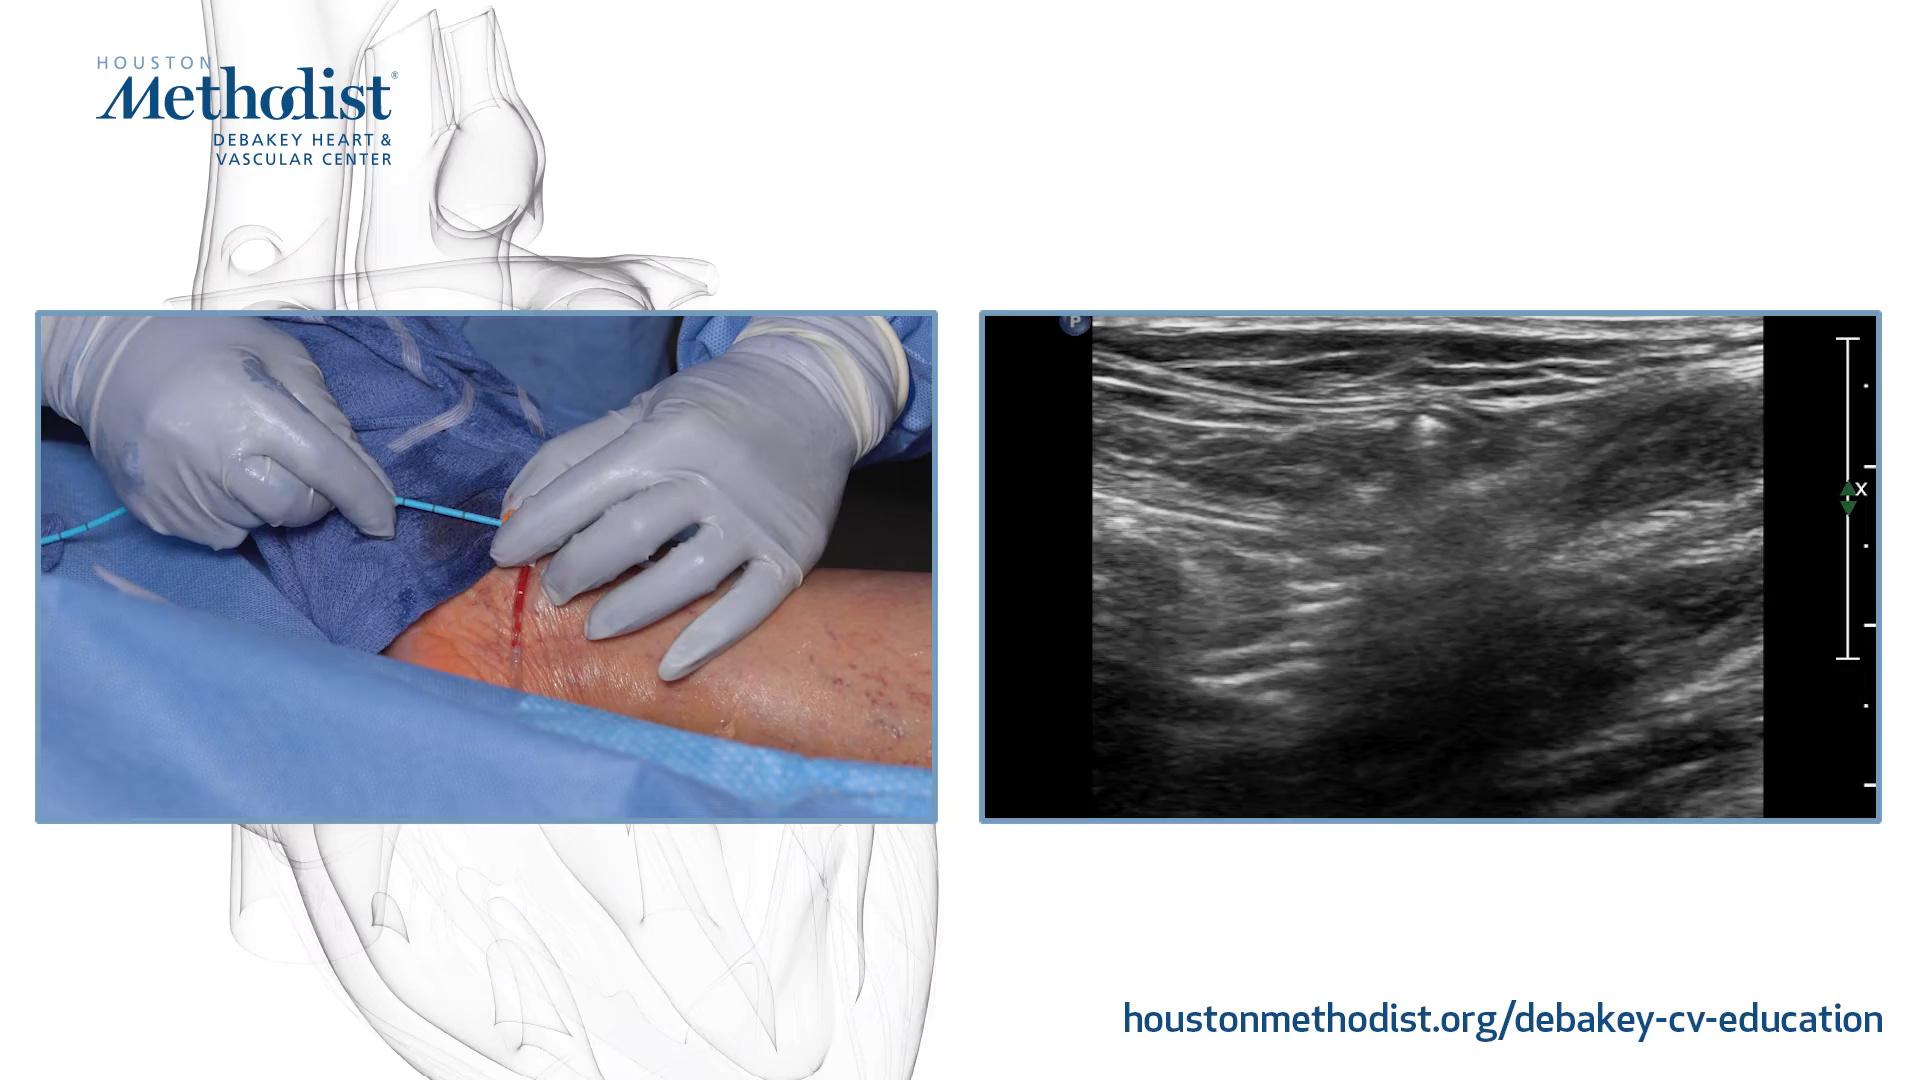 HOUSTON
Methodist®
DEBAKEY HEART &
VASCULAR CENTER
P
X
houstonmethodist.org/debakey-cv-education